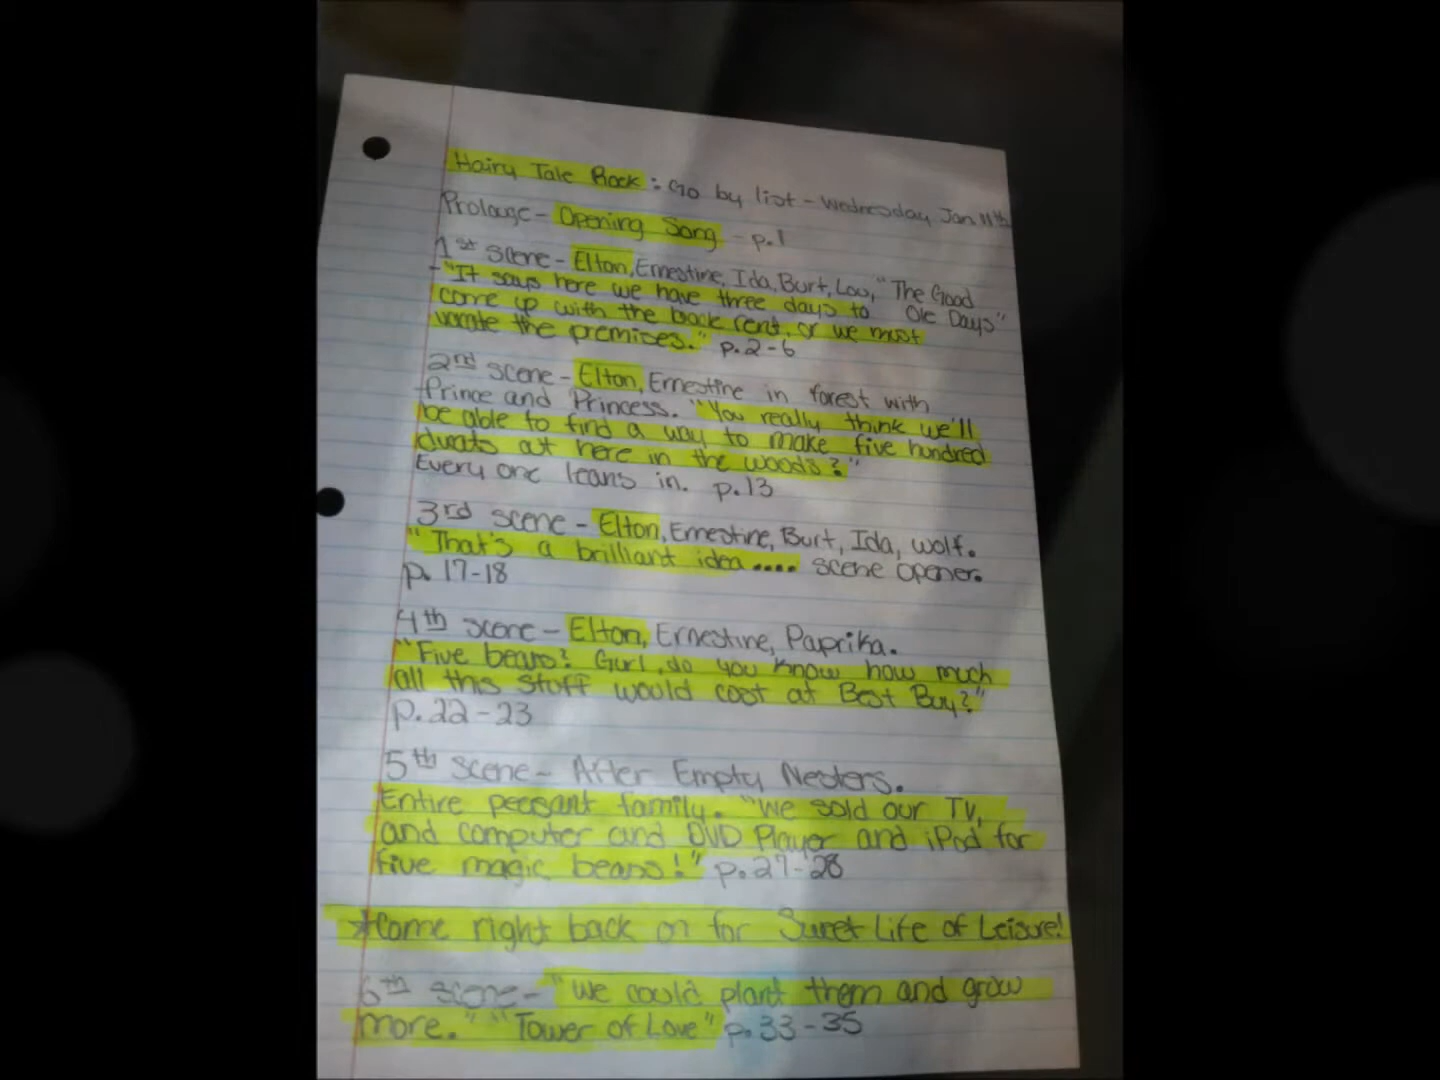 Hairy Tale Rock: Go by list - Wednesday Jan 11th
Prolouge - Opening Song - p.1
1st scene - Elton, Ernestine, Ida, Burt, Lou, "The Good Ole Days"
- "It says here we have three days to
come up with the back rent, or we must
vacate the premises." p.2-6
2nd scene - Elton, Ernestine in forest with
Prince and Princess. "You really think we'll
be able to find a way to make five hundred
ducats out here in the woods?"
Every one leans in. p.13
3rd scene - Elton, Ernestine, Burt, Ida, wolf.
"That's a brilliant idea.... scene opener.
p. 17-18
4th scene - Elton, Ernestine, Paprika.
"Five beans? Gurl, do you know how much
all this stuff would cost at Best Buy?"
p. 22-23
5th scene - After Empty Nesters.
Entire peasant family. "We sold our TV,
and computer and DVD Player and iPod for
five magic beans!" p.27-28
*Come right back on for Sweet Life of Leisure!
6th scene - "We could plant them and grow
more." "Tower of Love" p.33-35